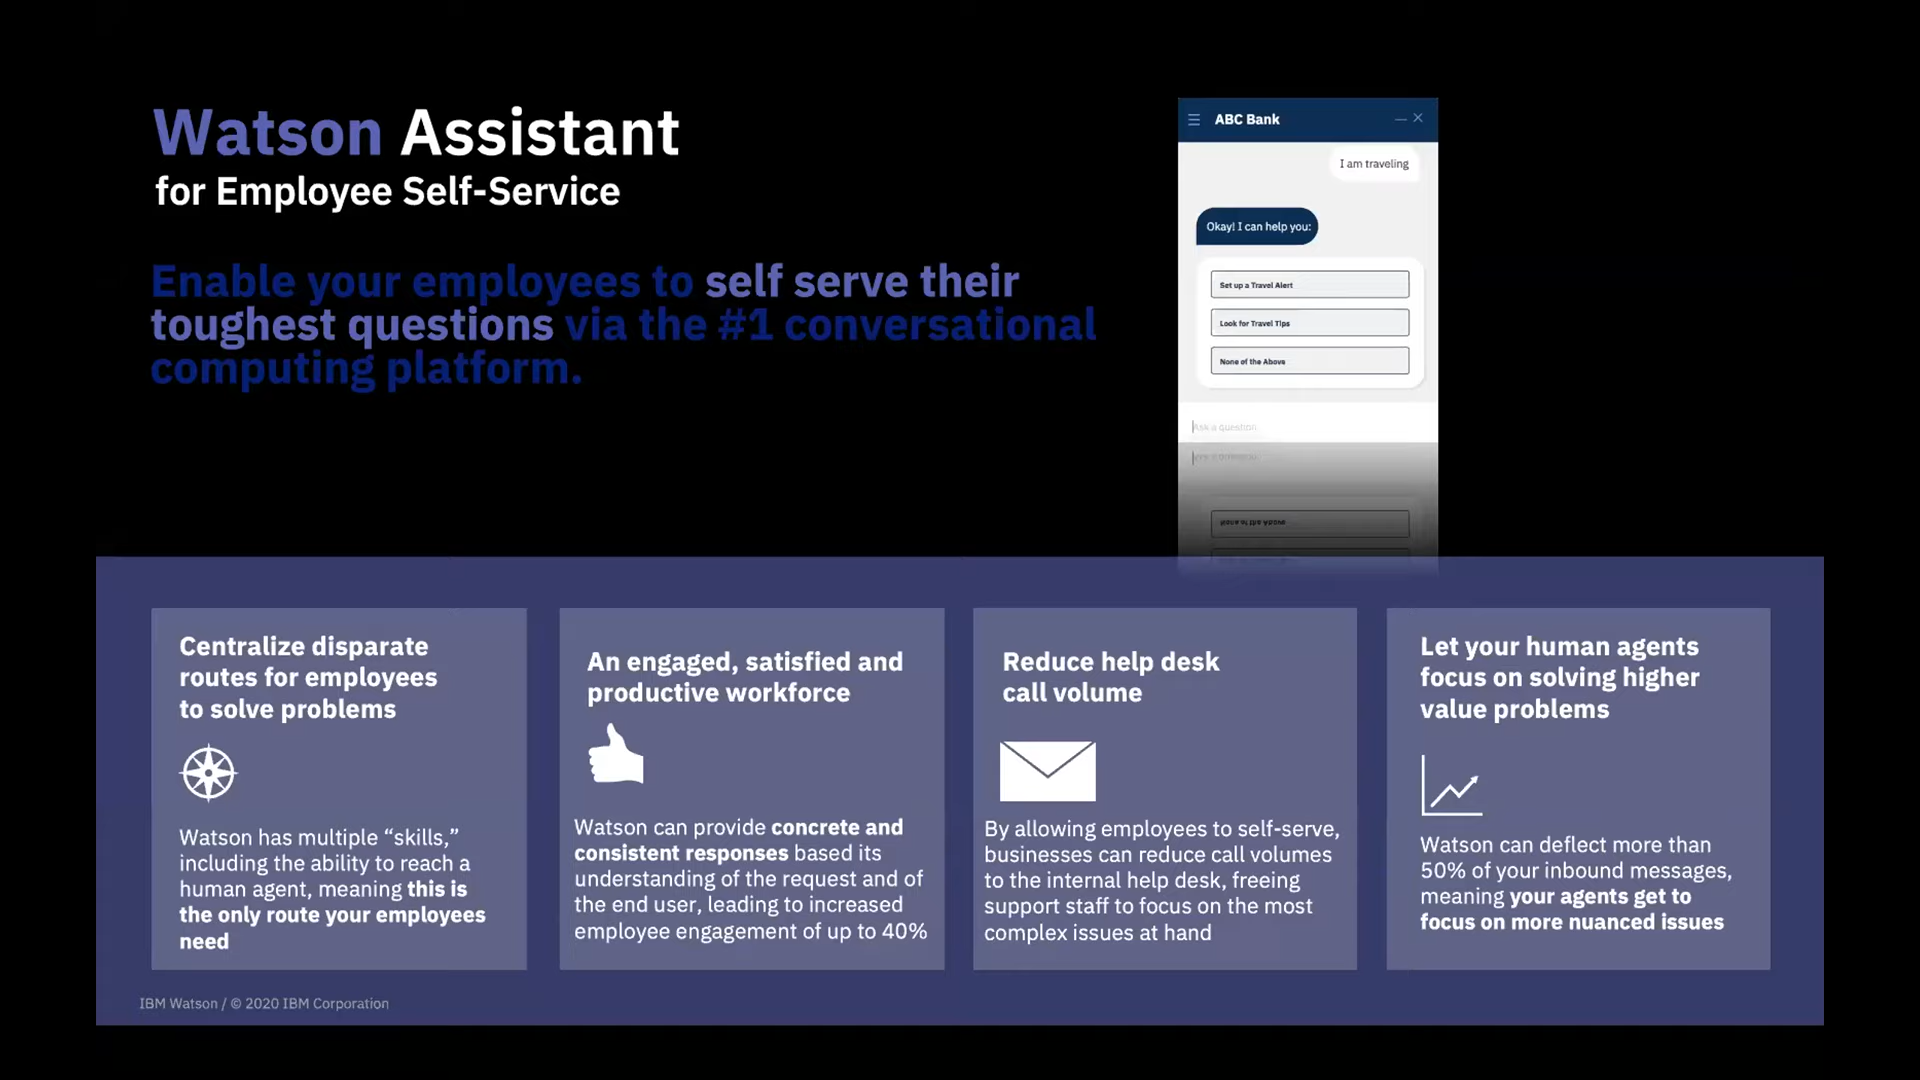 Watson Assistant
for Employee Self-Service
Enable your employees to self serve their
toughest questions via the #1 conversational
computing platform.
ABC Bank
I am traveling
Okay! I can help you:
Set up a Travel Alert
Look for Travel Tips
None of the Above
Ask a question
None of the Above
Centralize disparate
routes for employees
to solve problems
Watson has multiple “skills,”
including the ability to reach a
human agent, meaning this is
the only route your employees
need
An engaged, satisfied and
productive workforce
Watson can provide concrete and
consistent responses based its
understanding of the request and of
the end user, leading to increased
employee engagement of up to 40%
Reduce help desk
call volume
By allowing employees to self-serve,
businesses can reduce call volumes
to the internal help desk, freeing
support staff to focus on the most
complex issues at hand
Let your human agents
focus on solving higher
value problems
Watson can deflect more than
50% of your inbound messages,
meaning your agents get to
focus on more nuanced issues
IBM Watson / © 2020 IBM Corporation